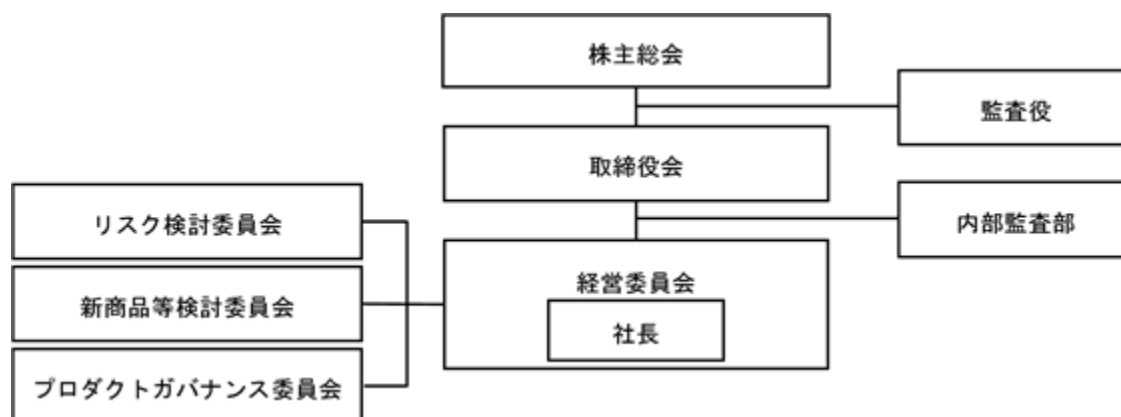 株主総会
監査役
取締役会
内部監査部
リスク検討委員会
新商品等検討委員会
プロダクトガバナンス委員会
経営委員会
社長